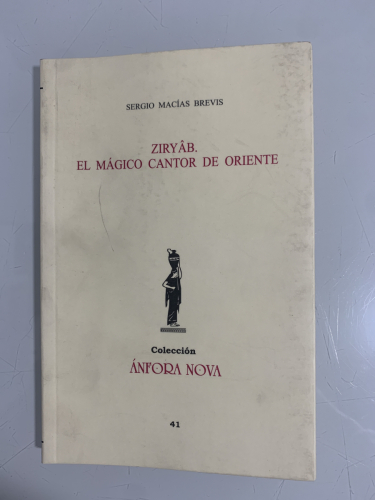 SERGIO MACÍAS BREVIS
ZIRYÂB.
EL MÁGICO CANTOR DE ORIENTE
Colección
ÁNFORA NOVA
41